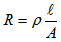 R = ρ ℓ/A